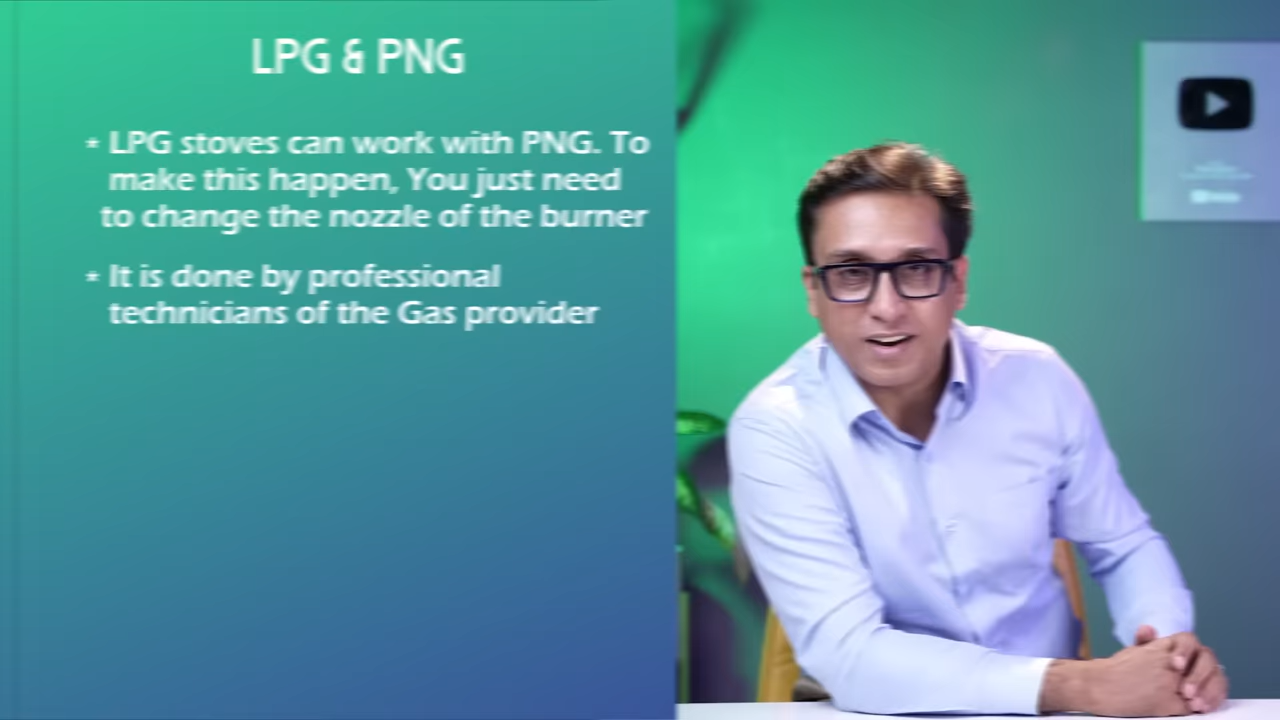 LPG & PNG
* LPG stoves can work with PNG. To
make this happen, You just need
to change the nozzle of the burner
* It is done by professional
technicians of the Gas provider